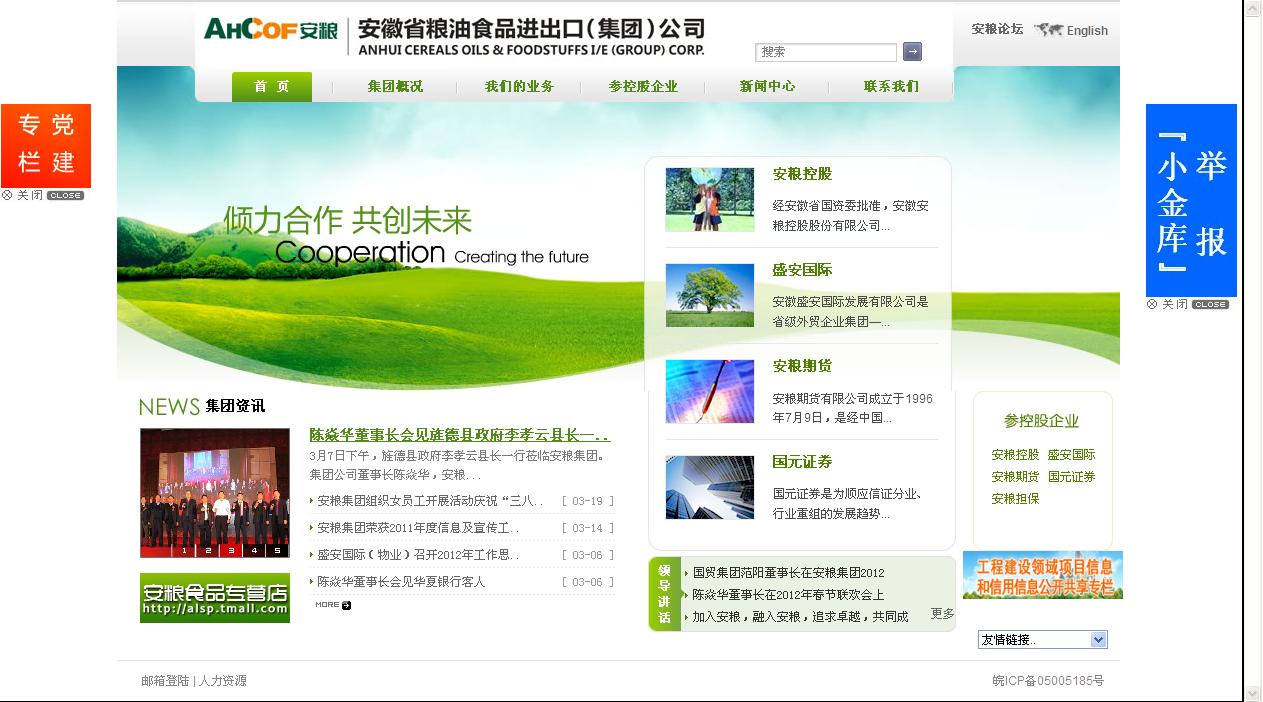 AHCOF安粮
安徽省粮油食品进出口(集团)公司
ANHUI CEREALS OILS & FOODSTUFFS I/E (GROUP) CORP.
搜索
安粮论坛
English
首 页
集团概况
我们的业务
参控股企业
新闻中心
联系我们
党建
专栏
关 闭 CLOSE
举报
『小金库』
关 闭 CLOSE
倾力合作 共创未来
Cooperation Creating the future
安粮控股
经安徽省国资委批准，安徽安
粮控股股份有限公司...
盛安国际
安徽盛安国际发展有限公司是
省级外贸企业集团—...
安粮期货
安粮期货有限公司成立于1996
年7月9日，是经中国...
国元证券
国元证券是为顺应信证分业、
行业重组的发展趋势...
NEWS 集团资讯
1 2 3 4 5
安粮食品专营店
http://alsp.tmall.com
陈焱华董事长会见旌德县政府李孝云县长一..
3月7日下午，旌德县政府李孝云县长一行莅临安粮集团。
集团公司董事长陈焱华，安粮...
安粮集团组织女员工开展活动庆祝“三八.. [ 03-19 ]
安粮集团荣获2011年度信息及宣传工.. [ 03-14 ]
盛安国际（物业）召开2012年工作思.. [ 03-06 ]
陈焱华董事长会见华夏银行客人 [ 03-06 ]
MORE
领导讲话
国贸集团范阳董事长在安粮集团2012
陈焱华董事长在2012年春节联欢会上
加入安粮，融入安粮，追求卓越，共同成
更多
参控股企业
安粮控股 盛安国际
安粮期货 国元证券
安粮担保
工程建设领域项目信息
和信用信息公开共享专栏
友情链接..
邮箱登陆 | 人力资源
皖ICP备05005185号